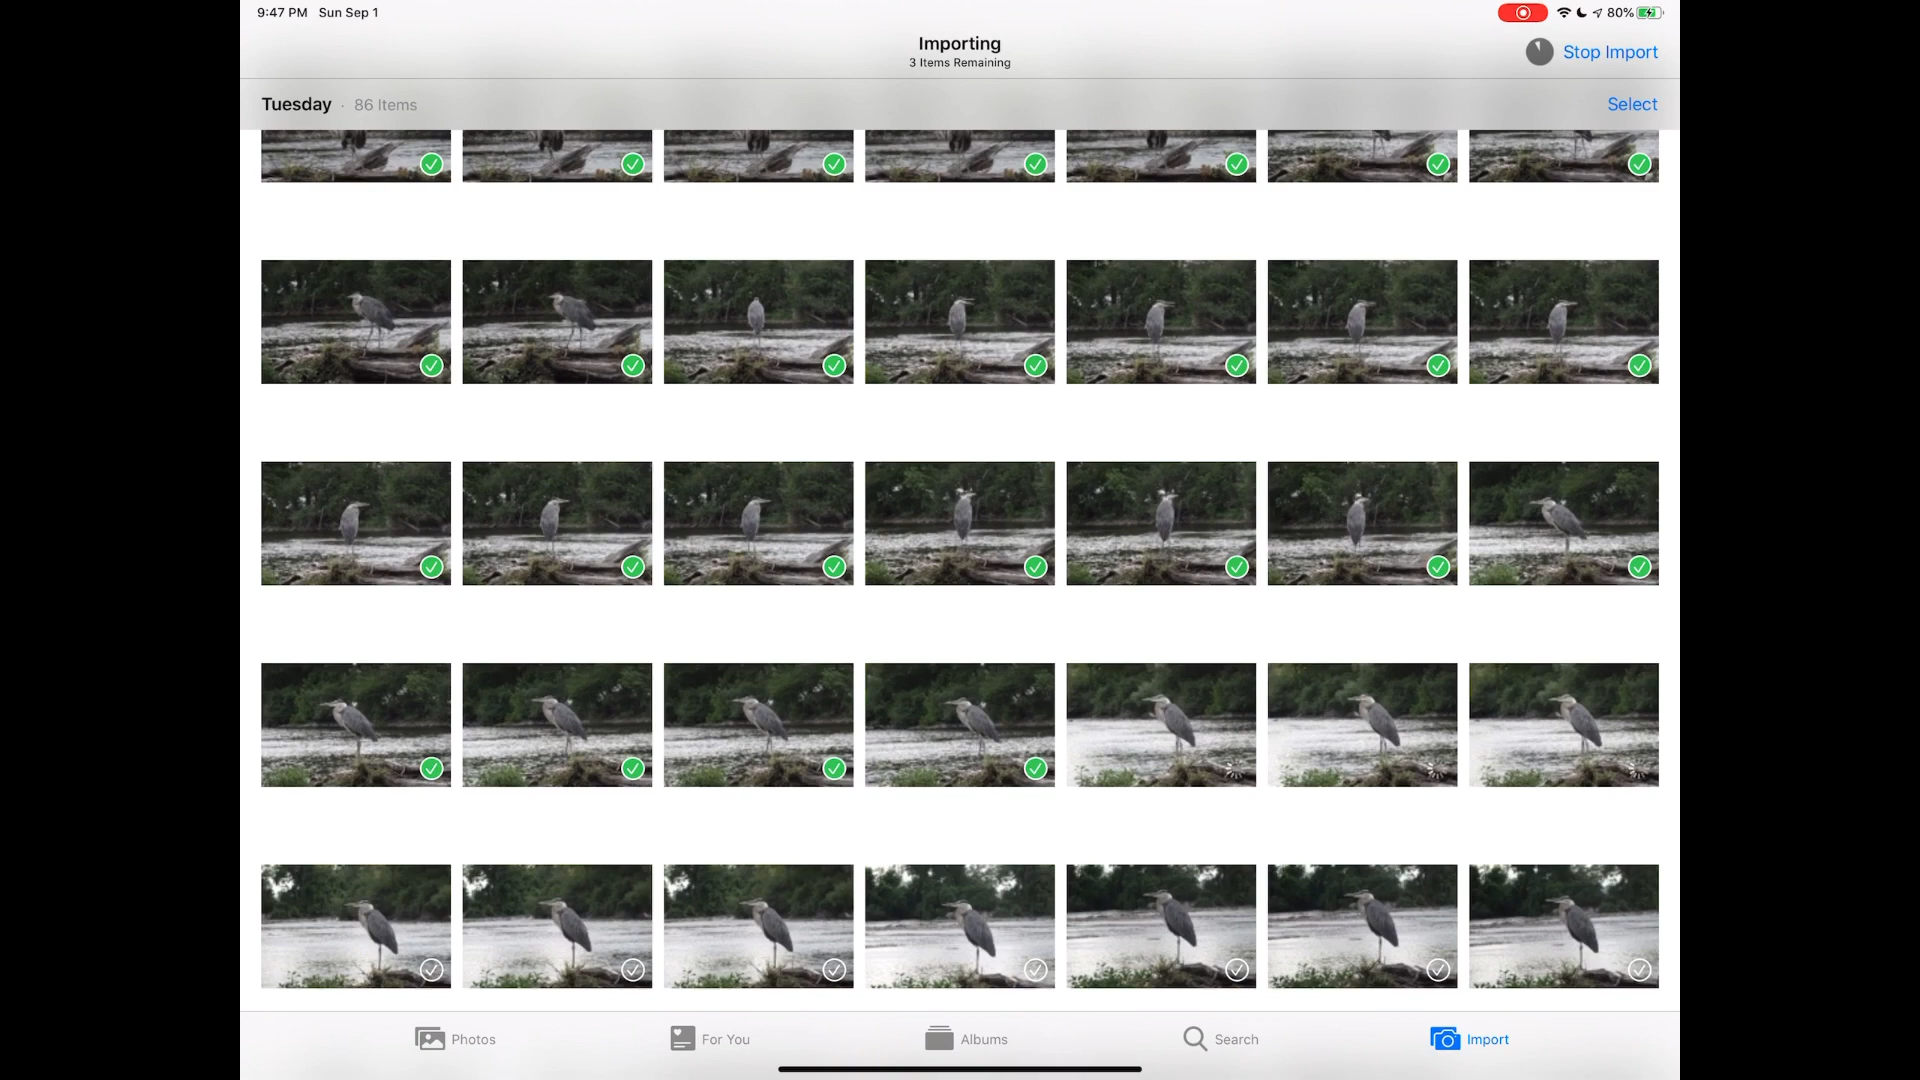 9:47 PM Sun Sep 1
80%
Importing
3 Items Remaining
Stop Import
Tuesday · 86 Items
Select
Photos
For You
Albums
Search
Import